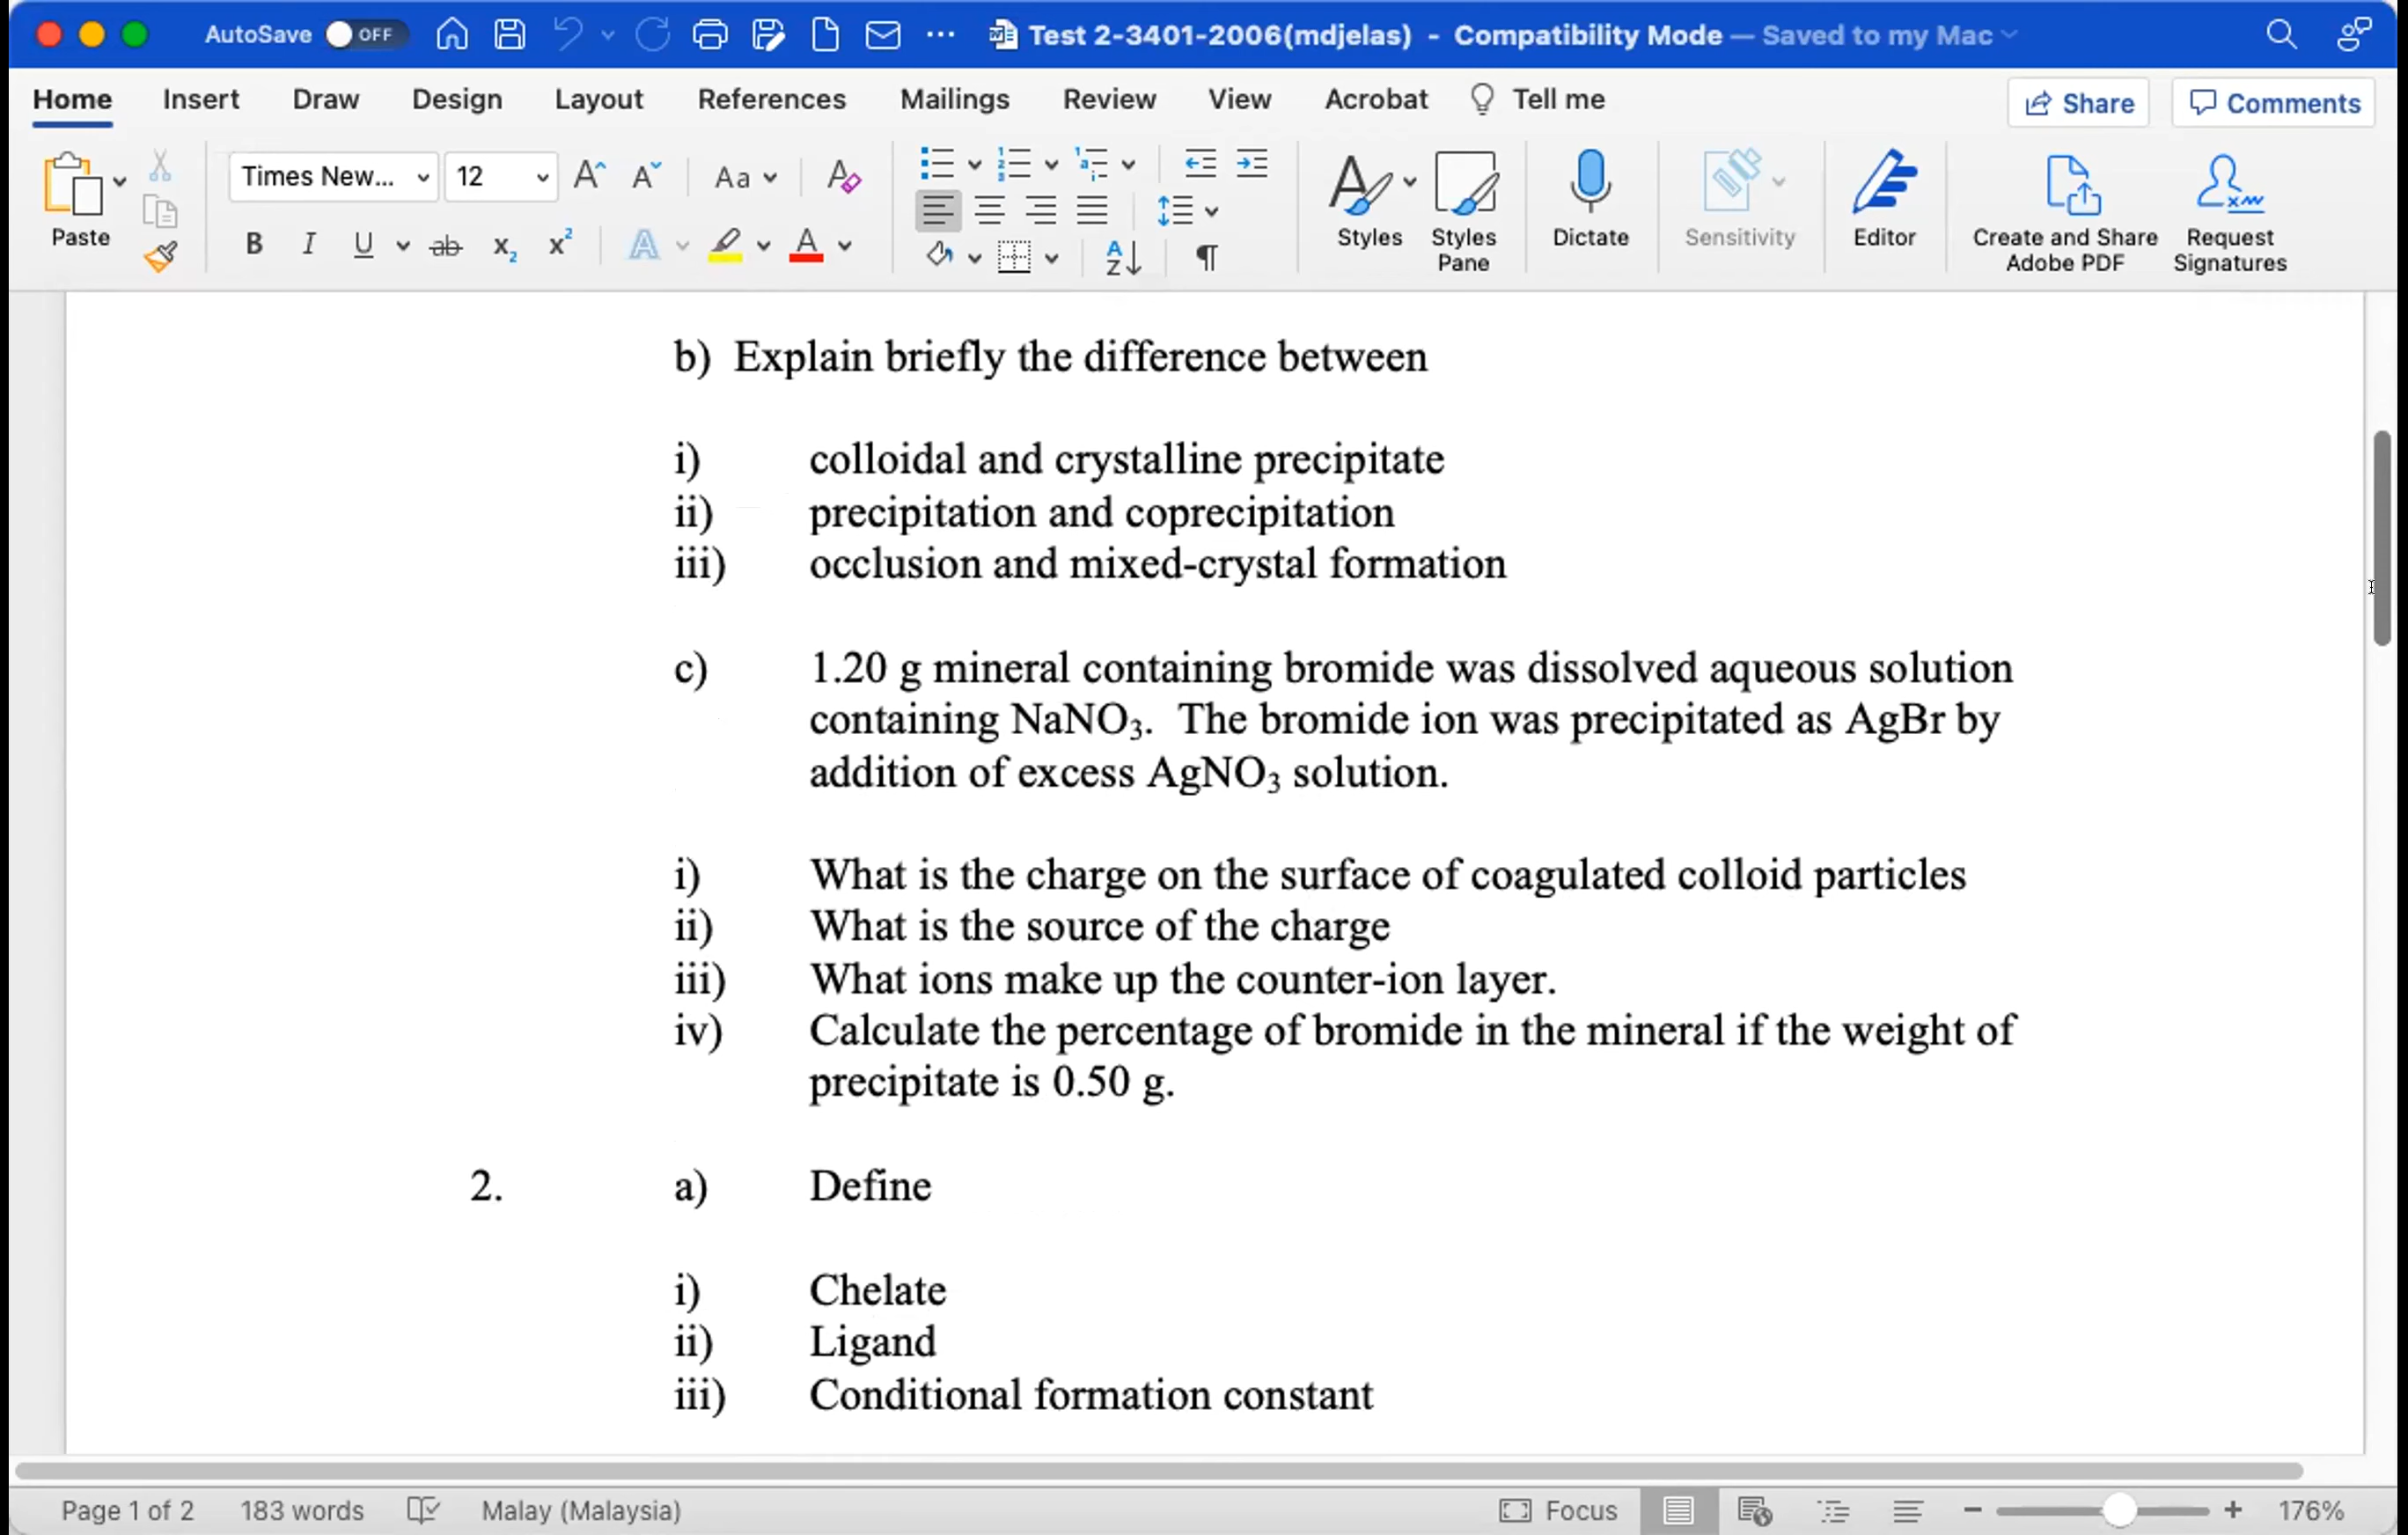 AutoSave OFF Test 2-3401-2006(mdjelas) - Compatibility Mode — Saved to my Mac
Home Insert Draw Design Layout References Mailings Review View Acrobat Tell me Share Comments
Paste Times New... 12 Aa Styles Styles Pane Dictate Sensitivity Editor Create and Share Adobe PDF Request Signatures
b) Explain briefly the difference between
i) colloidal and crystalline precipitate
ii) precipitation and coprecipitation
iii) occlusion and mixed-crystal formation
c) 1.20 g mineral containing bromide was dissolved aqueous solution
containing NaNO₃. The bromide ion was precipitated as AgBr by
addition of excess AgNO₃ solution.
i) What is the charge on the surface of coagulated colloid particles
ii) What is the source of the charge
iii) What ions make up the counter-ion layer.
iv) Calculate the percentage of bromide in the mineral if the weight of
precipitate is 0.50 g.
2. a) Define
i) Chelate
ii) Ligand
iii) Conditional formation constant
Page 1 of 2 183 words Malay (Malaysia) Focus 176%